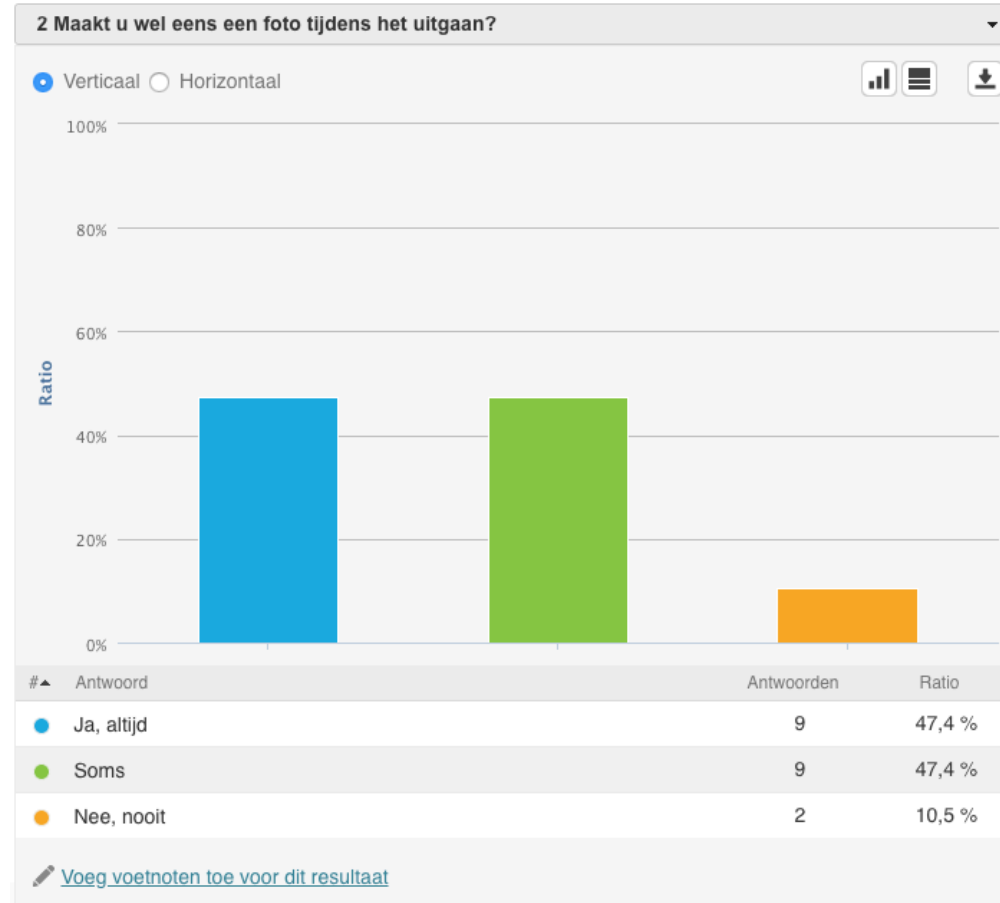 2 Maakt u wel eens een foto tijdens het uitgaan?
Verticaal Horizontaal
100%
80%
60%
Ratio
40%
20%
0%
# Antwoord Antwoorden Ratio
Ja, altijd 9 47,4 %
Soms 9 47,4 %
Nee, nooit 2 10,5 %
Voeg voetnoten toe voor dit resultaat